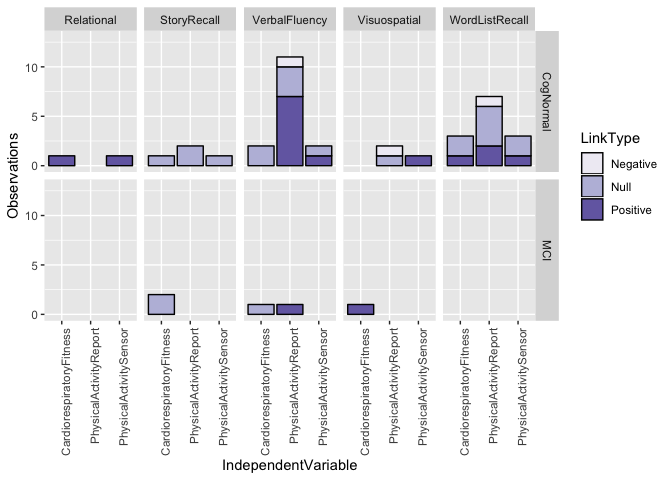 Relational StoryRecall VerbalFluency Visuospatial WordListRecall
10
5
0
CogNormal
10
5
0
MCI
Observations
CardiorespiratoryFitness
PhysicalActivityReport
PhysicalActivitySensor
CardiorespiratoryFitness
PhysicalActivityReport
PhysicalActivitySensor
CardiorespiratoryFitness
PhysicalActivityReport
PhysicalActivitySensor
CardiorespiratoryFitness
PhysicalActivityReport
PhysicalActivitySensor
CardiorespiratoryFitness
PhysicalActivityReport
PhysicalActivitySensor
IndependentVariable
LinkType
Negative
Null
Positive